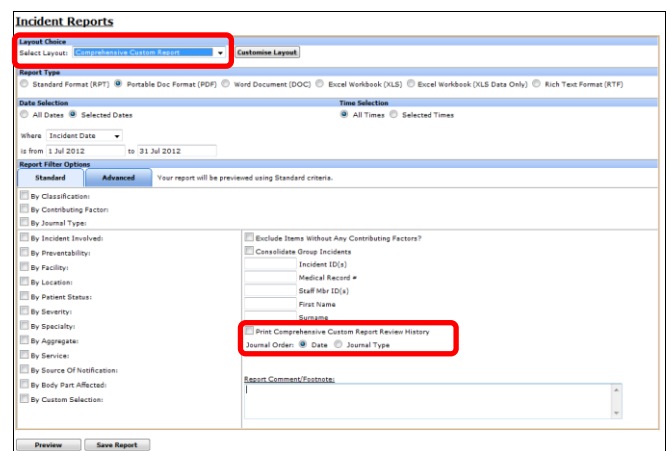 Incident Reports
Layout Choice
Select Layout: Comprehensive Custom Report Customise Layout
Report Type
Standard Format (RPT) Portable Doc Format (PDF) Word Document (DOC) Excel Workbook (XLS) Excel Workbook (XLS Data Only) Rich Text Format (RTF)
Date Selection Time Selection
All Dates Selected Dates All Times Selected Times
Where Incident Date
is from 1 Jul 2012 to 31 Jul 2012
Report Filter Options
Standard Advanced Your report will be previewed using Standard criteria.
By Classification:
By Contributing Factor:
By Journal Type:
By Incident Involved: Exclude Items Without Any Contributing Factors?
By Preventability: Consolidate Group Incidents
By Facility: Incident ID(s)
By Location: Medical Record #
By Patient Status: Staff Mbr ID(s)
By Severity: First Name
By Specialty: Surname
By Aggregate: Print Comprehensive Custom Report Review History
By Service: Journal Order: Date Journal Type
By Source Of Notification:
By Body Part Affected: Report Comment/Footnote:
By Custom Selection:
Preview Save Report